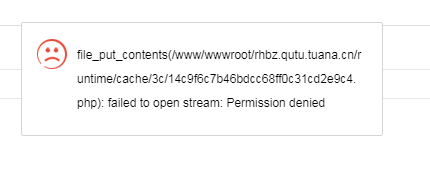 file_put_contents(/www/wwwroot/rhbz.qutu.tuana.cn/r
untime/cache/3c/14c9f6c7b46bdcc68ff0c31cd2e9c4.
php): failed to open stream: Permission denied